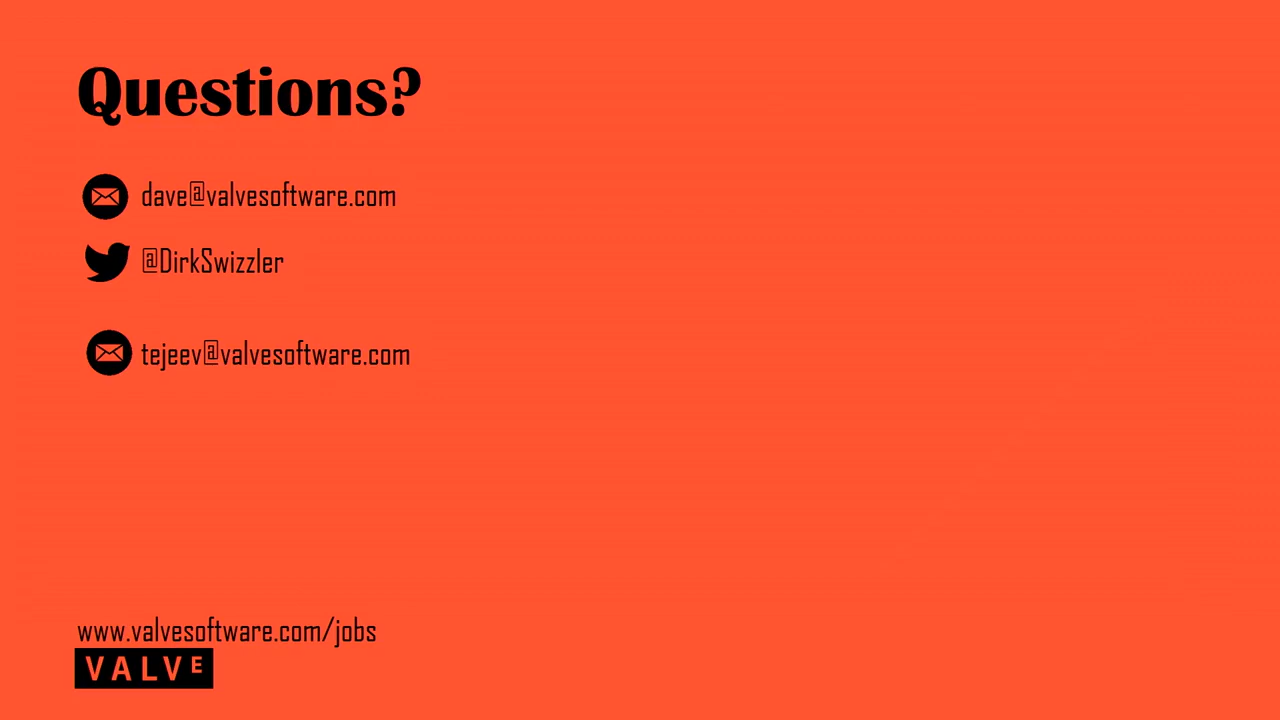 Questions?
dave@valvesoftware.com
@DirkSwizzler
tejeev@valvesoftware.com
www.valvesoftware.com/jobs
VALVE